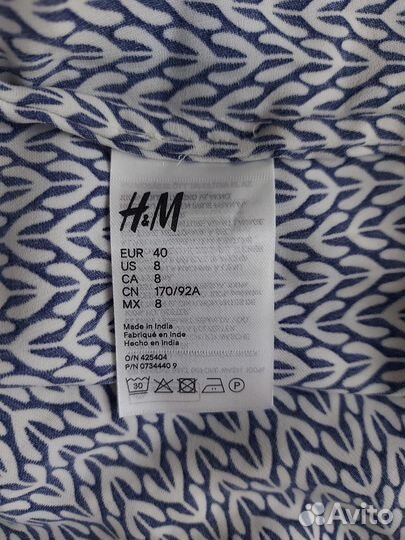 H&M
EUR 40
US 8
CA 8
CN 170/92A
MX 8
Made in India
Fabriqué en Inde
Hecho en India
O/N 425404
P/N 0734440 9
30
P
Avito